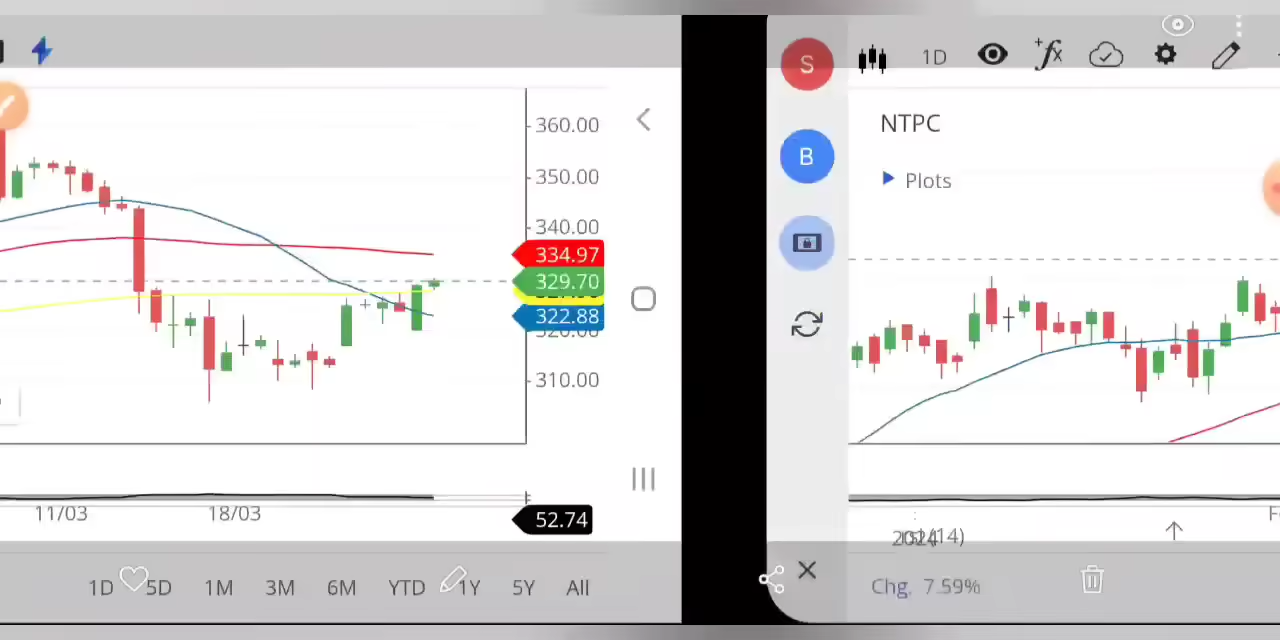 360.00
350.00
340.00
334.97
329.70
322.88
310.00
11/03
18/03
52.74
1D 5D 1M 3M 6M YTD 1Y 5Y All
S
1D
fx
NTPC
B
Plots
Chg. 7.59%